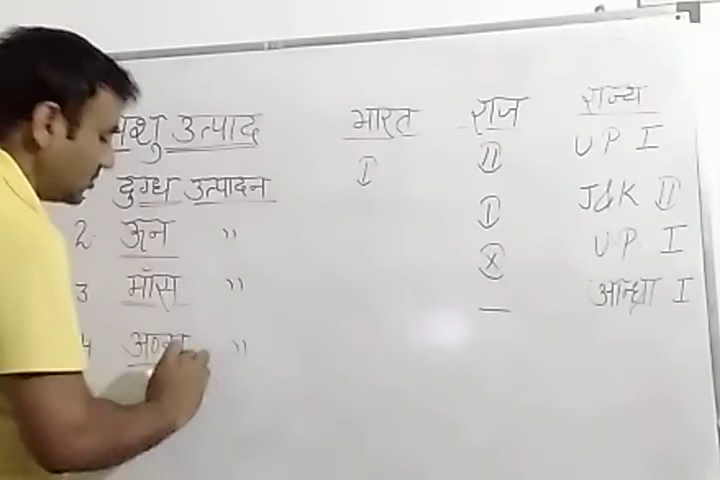 पशु उत्पाद भारत राज राज्य
दुग्ध उत्पादन I II UP I
2. ऊन " I J&K II
3 माँस " X UP I
4 " — आन्ध्रा I